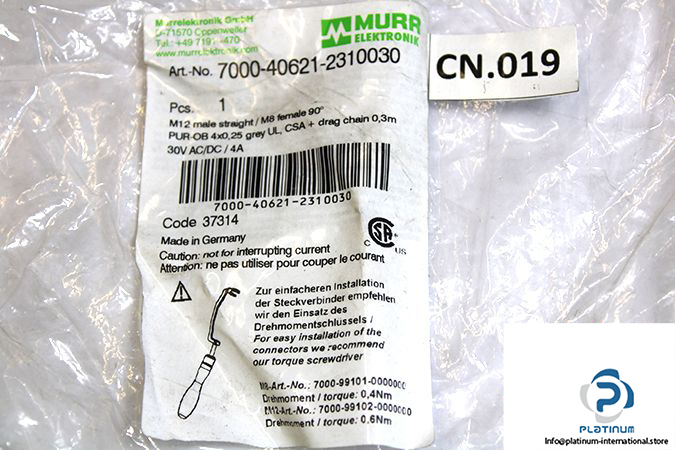 Murrelektronik GmbH
D-71570 Oppenweiler
Tel.: +49 7191 -470
www.murrelektronik.com
MURR
ELEKTRONIK
CN.019
Art.-No. 7000-40621-2310030
Pcs. 1
M12 male straight / M8 female 90°
PUR-OB 4x0,25 grey UL, CSA + drag chain 0,3m
30V AC/DC / 4A
7000-40621-2310030
Code 37314
Made in Germany
Caution: not for interrupting current
Attention: ne pas utiliser pour couper le courant
C US
Zur einfacheren Installation
der Steckverbinder empfehlen
wir den Einsatz des
Drehmomentschlüssels /
For easy installation of the
connectors we recommend
our torque screwdriver
M8-Art.-No.: 7000-99101-0000000
Drehmoment / torque: 0,4Nm
M12-Art.-No.: 7000-99102-0000000
Drehmoment / torque: 0,6Nm
PLATINUM
Info@platinum-international.store